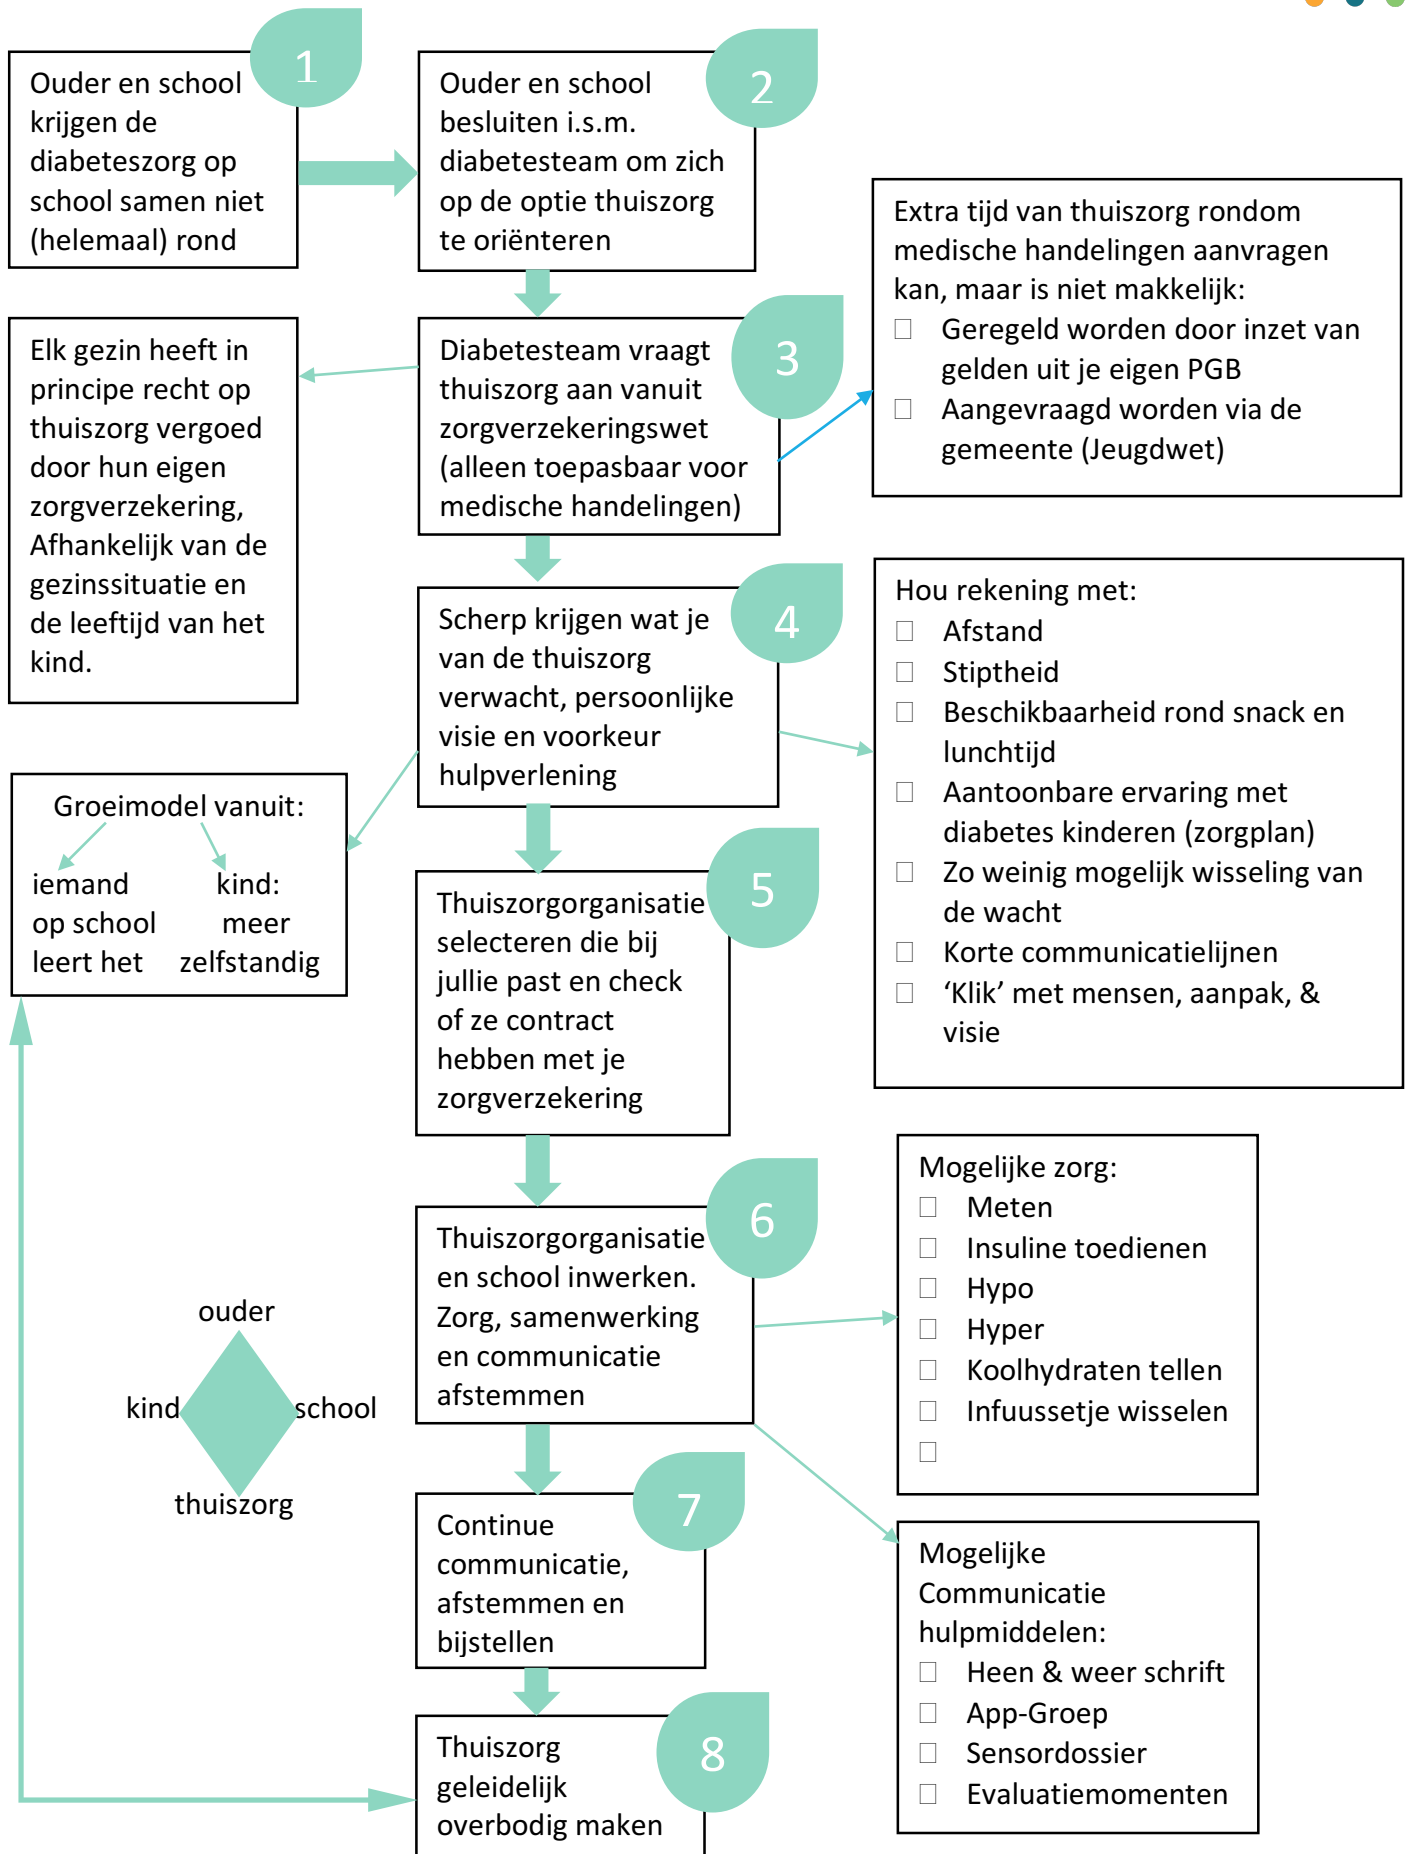 1
Ouder en school
krijgen de
diabeteszorg op
school samen niet
(helemaal) rond
2
Ouder en school
besluiten i.s.m.
diabetesteam om zich
op de optie thuiszorg
te oriënteren
3
Diabetesteam vraagt
thuiszorg aan vanuit
zorgverzekeringswet
(alleen toepasbaar voor
medische handelingen)
Extra tijd van thuiszorg rondom
medische handelingen aanvragen
kan, maar is niet makkelijk:
☐ Geregeld worden door inzet van
gelden uit je eigen PGB
☐ Aangevraagd worden via de
gemeente (Jeugdwet)
Elk gezin heeft in
principe recht op
thuiszorg vergoed
door hun eigen
zorgverzekering,
Afhankelijk van de
gezinssituatie en
de leeftijd van het
kind.
4
Scherp krijgen wat je
van de thuiszorg
verwacht, persoonlijke
visie en voorkeur
hulpverlening
Hou rekening met:
☐ Afstand
☐ Stiptheid
☐ Beschikbaarheid rond snack en
lunchtijd
☐ Aantoonbare ervaring met
diabetes kinderen (zorgplan)
☐ Zo weinig mogelijk wisseling van
de wacht
☐ Korte communicatielijnen
☐ ‘Klik’ met mensen, aanpak, &
visie
Groeimodel vanuit:
iemand
op school
leert het
kind:
meer
zelfstandig
5
Thuiszorgorganisatie
selecteren die bij
jullie past en check
of ze contract
hebben met je
zorgverzekering
6
Thuiszorgorganisatie
en school inwerken.
Zorg, samenwerking
en communicatie
afstemmen
Mogelijke zorg:
☐ Meten
☐ Insuline toedienen
☐ Hypo
☐ Hyper
☐ Koolhydraten tellen
☐ Infuussetje wisselen
☐
ouder
kind
school
thuiszorg
7
Continue
communicatie,
afstemmen en
bijstellen
Mogelijke
Communicatie
hulpmiddelen:
☐ Heen & weer schrift
☐ App-Groep
☐ Sensordossier
☐ Evaluatiemomenten
8
Thuiszorg
geleidelijk
overbodig maken